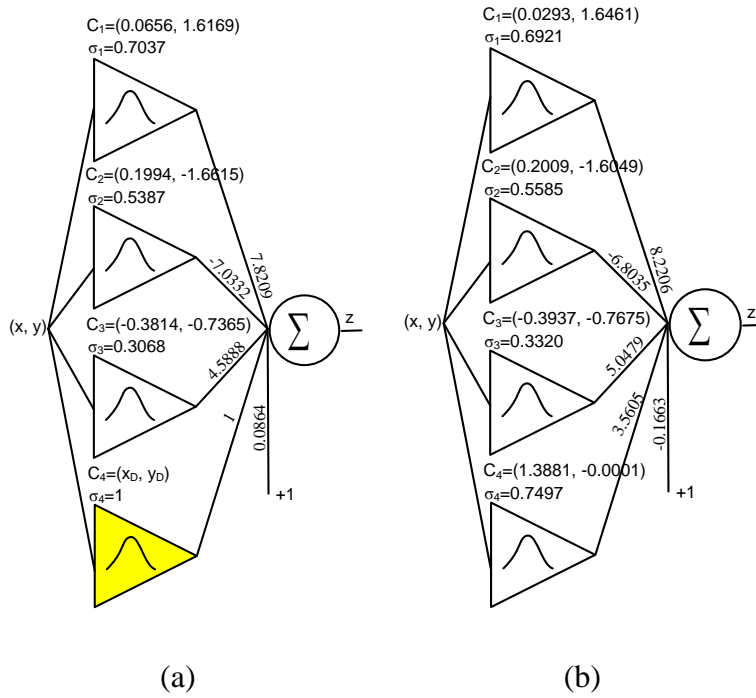 C₁=(0.0656, 1.6169)
σ₁=0.7037
C₂=(0.1994, -1.6615)
σ₂=0.5387
-7.0332
7.8209
(x, y)
C₃=(-0.3814, -0.7365)
σ₃=0.3068
4.5888
Σ
z
1
0.0864
C₄=(x_D, y_D)
σ₄=1
+1
(a)
C₁=(0.0293, 1.6461)
σ₁=0.6921
C₂=(0.2009, -1.6049)
σ₂=0.5585
-6.8035
8.2206
(x, y)
C₃=(-0.3937, -0.7675)
σ₃=0.3320
5.0479
Σ
z
3.5605
-0.1663
C₄=(1.3881, -0.0001)
σ₄=0.7497
+1
(b)